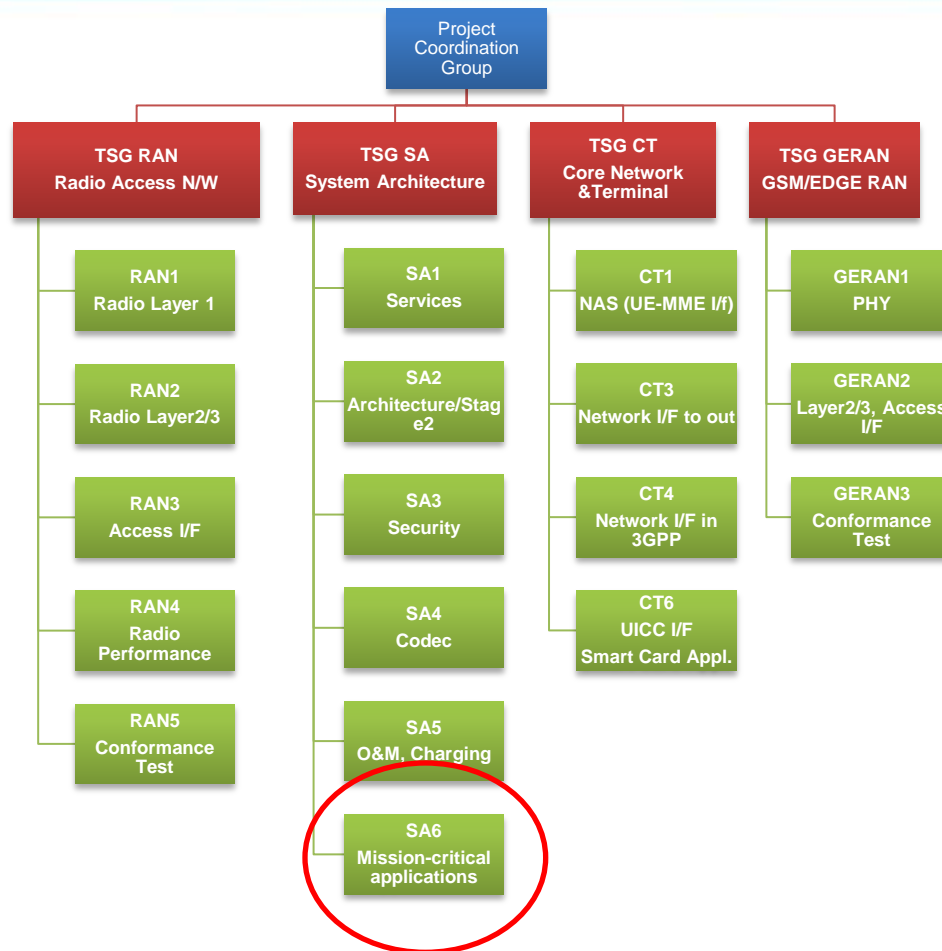 Project
Coordination
Group
TSG RAN
Radio Access N/W
TSG SA
System Architecture
TSG CT
Core Network
&Terminal
TSG GERAN
GSM/EDGE RAN
RAN1
Radio Layer 1
RAN2
Radio Layer2/3
RAN3
Access I/F
RAN4
Radio
Performance
RAN5
Conformance
Test
SA1
Services
SA2
Architecture/Stag
e2
SA3
Security
SA4
Codec
SA5
O&M, Charging
SA6
Mission-critical
applications
CT1
NAS (UE-MME I/f)
CT3
Network I/F to out
CT4
Network I/F in
3GPP
CT6
UICC I/F
Smart Card Appl.
GERAN1
PHY
GERAN2
Layer2/3, Access
I/F
GERAN3
Conformance
Test